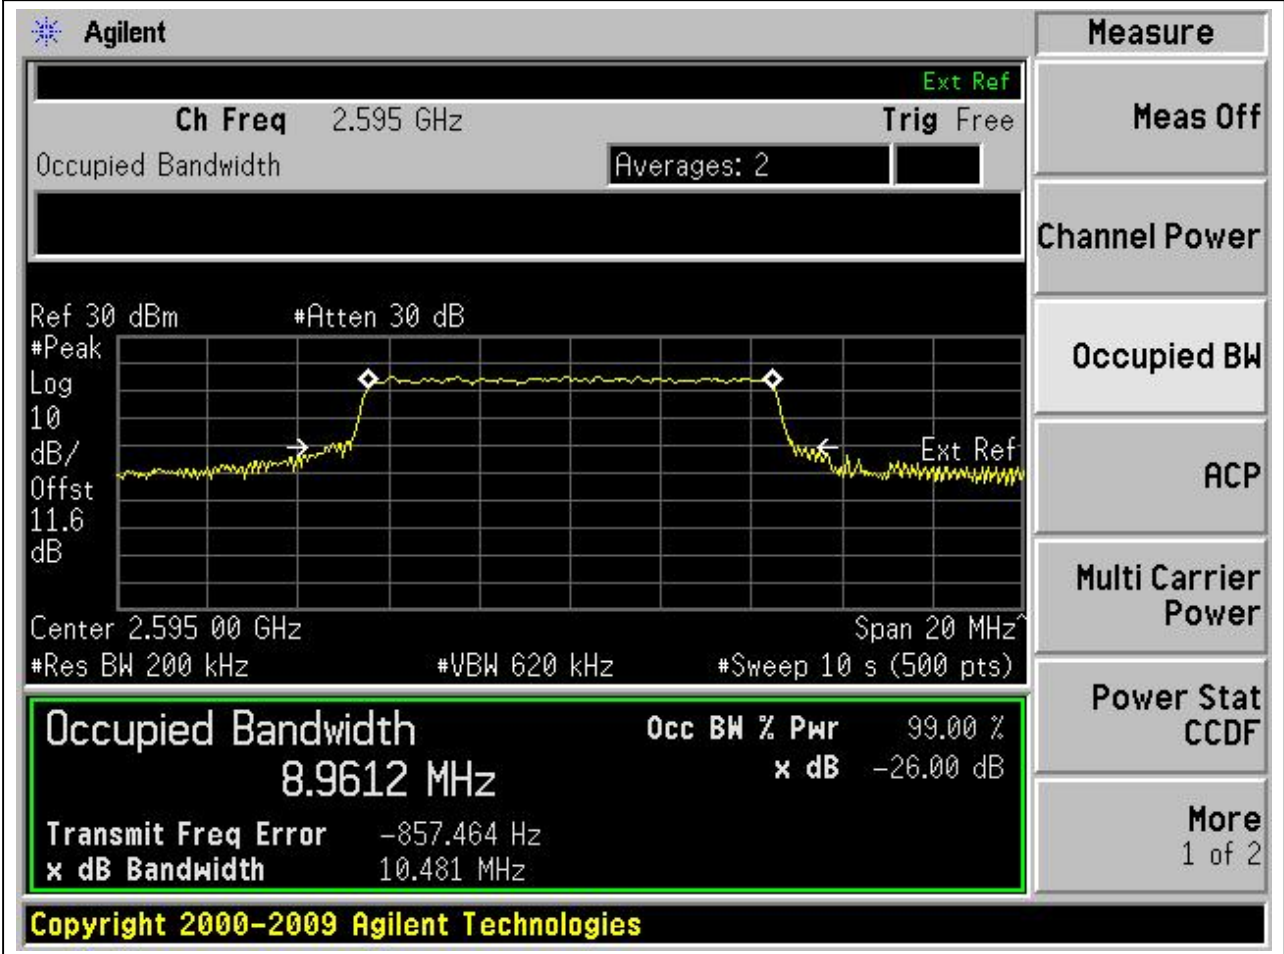 Agilent
Measure
Ext Ref
Ch Freq 2.595 GHz Trig Free
Occupied Bandwidth Averages: 2
Ref 30 dBm #Atten 30 dB
#Peak
Log
10
dB/
Offst
11.6
dB
Ext Ref
Center 2.595 00 GHz Span 20 MHz^
#Res BW 200 kHz #VBW 620 kHz #Sweep 10 s (500 pts)
Occupied Bandwidth Occ BW % Pwr 99.00 %
8.9612 MHz x dB -26.00 dB
Transmit Freq Error -857.464 Hz
x dB Bandwidth 10.481 MHz
Meas Off
Channel Power
Occupied BW
ACP
Multi Carrier
Power
Power Stat
CCDF
More
1 of 2
Copyright 2000-2009 Agilent Technologies